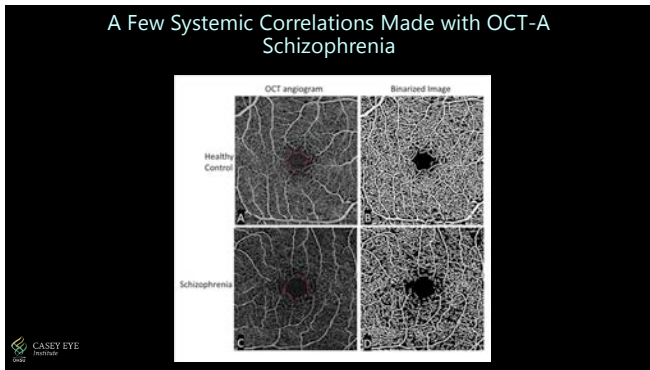 A Few Systemic Correlations Made with OCT-A
Schizophrenia
OCT angiogram
Binarized Image
Healthy
Control
A
B
Schizophrenia
C
D
OHSU
CASEY EYE
Institute